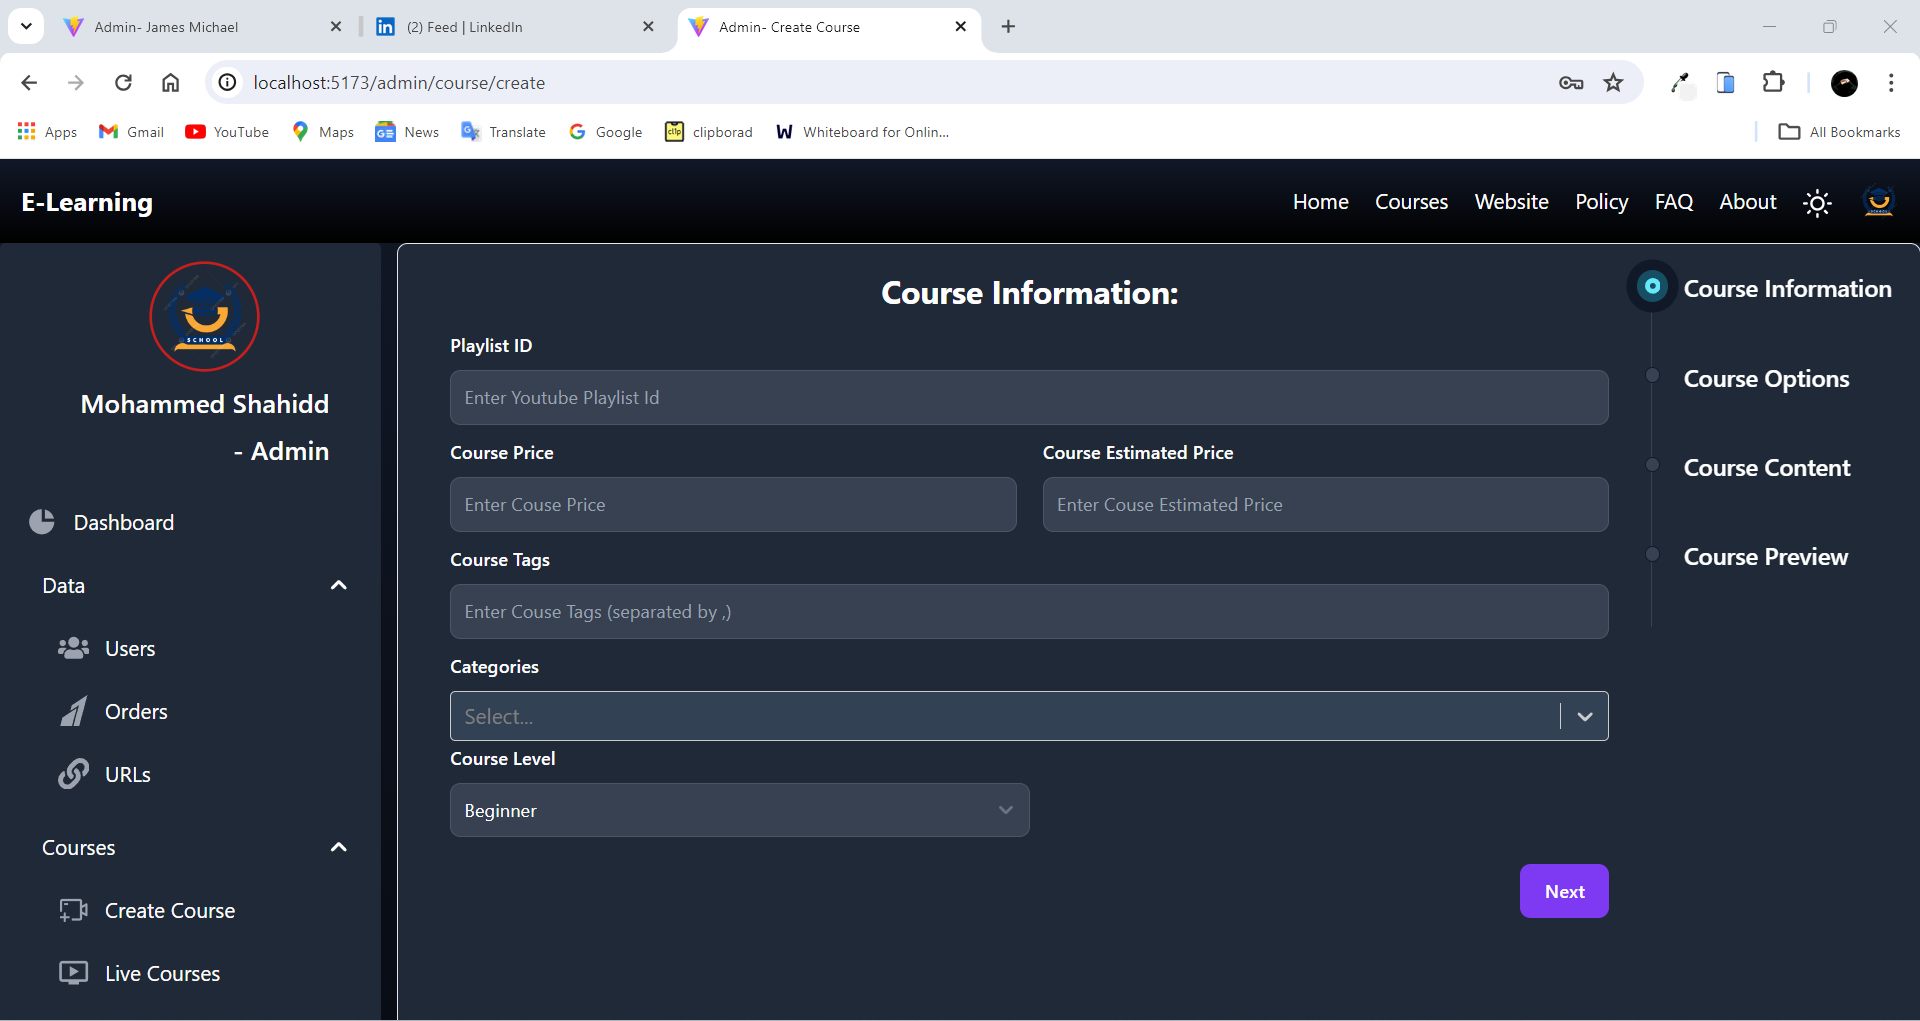 Admin- James Michael
(2) Feed | LinkedIn
Admin- Create Course
localhost:5173/admin/course/create
Apps
Gmail
YouTube
Maps
News
Translate
Google
clipborad
Whiteboard for Onlin...
All Bookmarks
E-Learning
Home
Courses
Website
Policy
FAQ
About
SCHOOL
Mohammed Shahidd
- Admin
Dashboard
Data
Users
Orders
URLs
Courses
Create Course
Live Courses
Course Information:
Playlist ID
Enter Youtube Playlist Id
Course Price
Course Estimated Price
Enter Couse Price
Enter Couse Estimated Price
Course Tags
Enter Couse Tags (separated by ,)
Categories
Select...
Course Level
Beginner
Next
Course Information
Course Options
Course Content
Course Preview